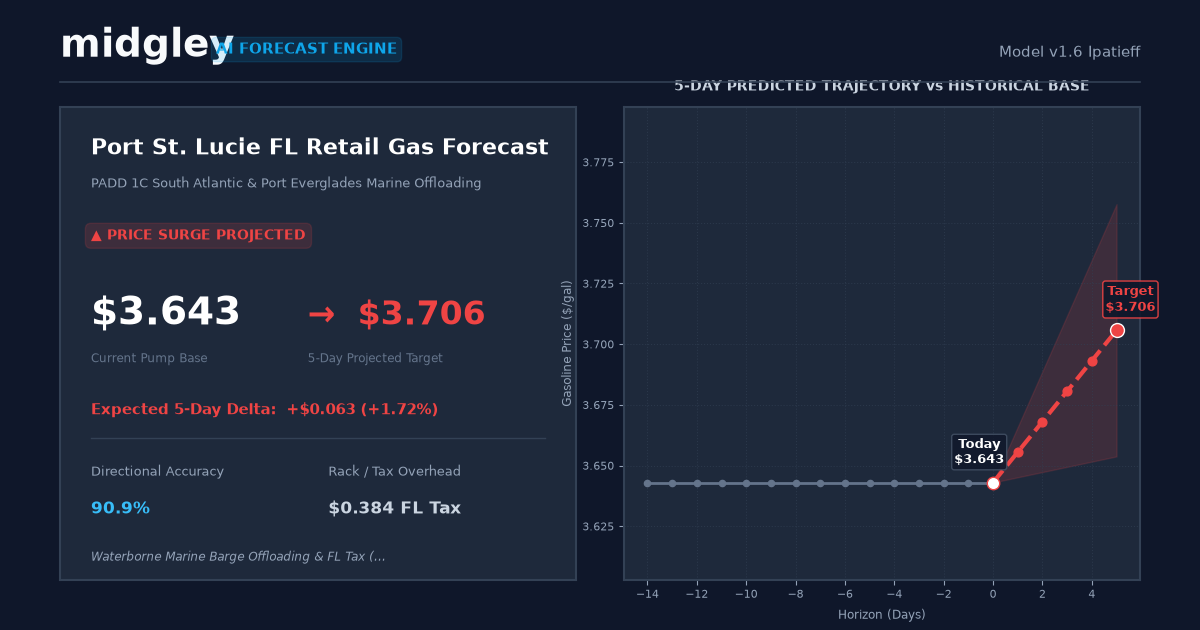 midgley
AI FORECAST ENGINE
Model v1.6 Ipatieff
Port St. Lucie FL Retail Gas Forecast
PADD 1C South Atlantic & Port Everglades Marine Offloading
▲ PRICE SURGE PROJECTED
$3.643
→ $3.706
Current Pump Base
5-Day Projected Target
Expected 5-Day Delta: +$0.063 (+1.72%)
Directional Accuracy
Rack / Tax Overhead
90.9%
$0.384 FL Tax
Waterborne Marine Barge Offloading & FL Tax (...
5-DAY PREDICTED TRAJECTORY vs HISTORICAL BASE
Gasoline Price ($/gal)
3.775
3.750
3.725
3.700
3.675
3.650
3.625
Target
$3.706
Today
$3.643
−14 −12 −10 −8 −6 −4 −2 0 2 4
Horizon (Days)